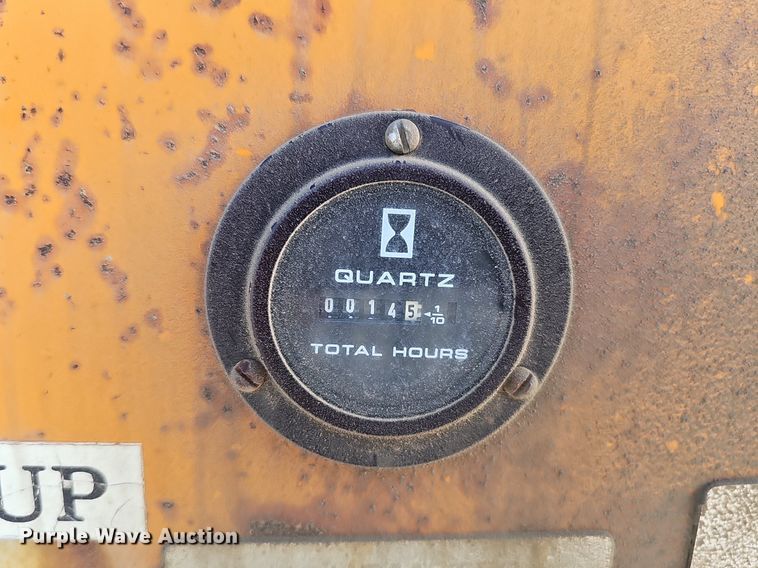 QUARTZ
00145 ◄1/10
TOTAL HOURS
UP
Purple Wave Auction